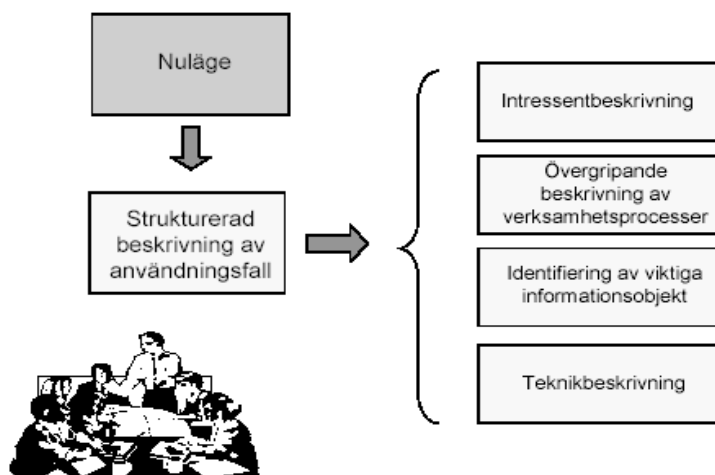 Nuläge
Strukturerad
beskrivning av
användningsfall
Intressentbeskrivning
Övergripande
beskrivning av
verksamhetsprocesser
Identifiering av viktiga
informationsobjekt
Teknikbeskrivning